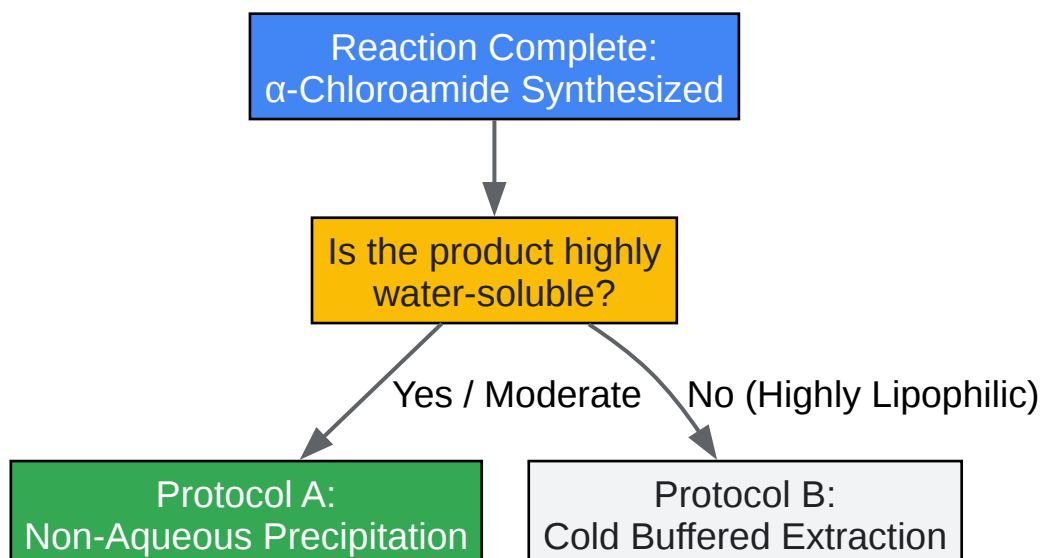 Reaction Complete:
α-Chloroamide Synthesized
Is the product highly
water-soluble?
Yes / Moderate
No (Highly Lipophilic)
Protocol A:
Non-Aqueous Precipitation
Protocol B:
Cold Buffered Extraction